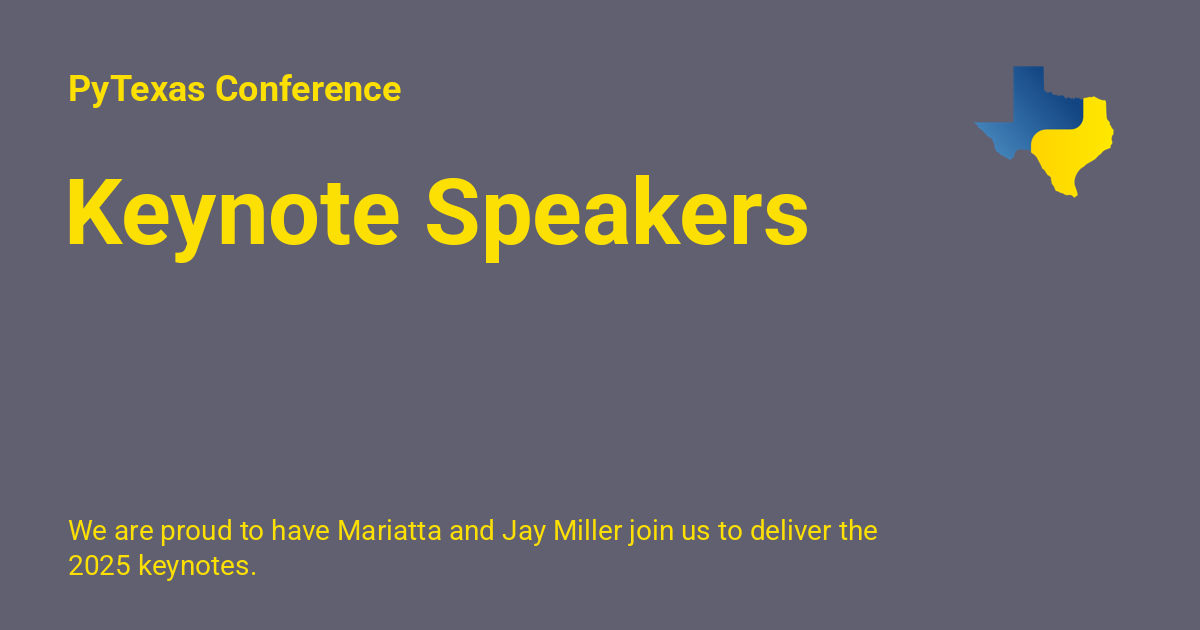 PyTexas Conference
Keynote Speakers
We are proud to have Mariatta and Jay Miller join us to deliver the
2025 keynotes.